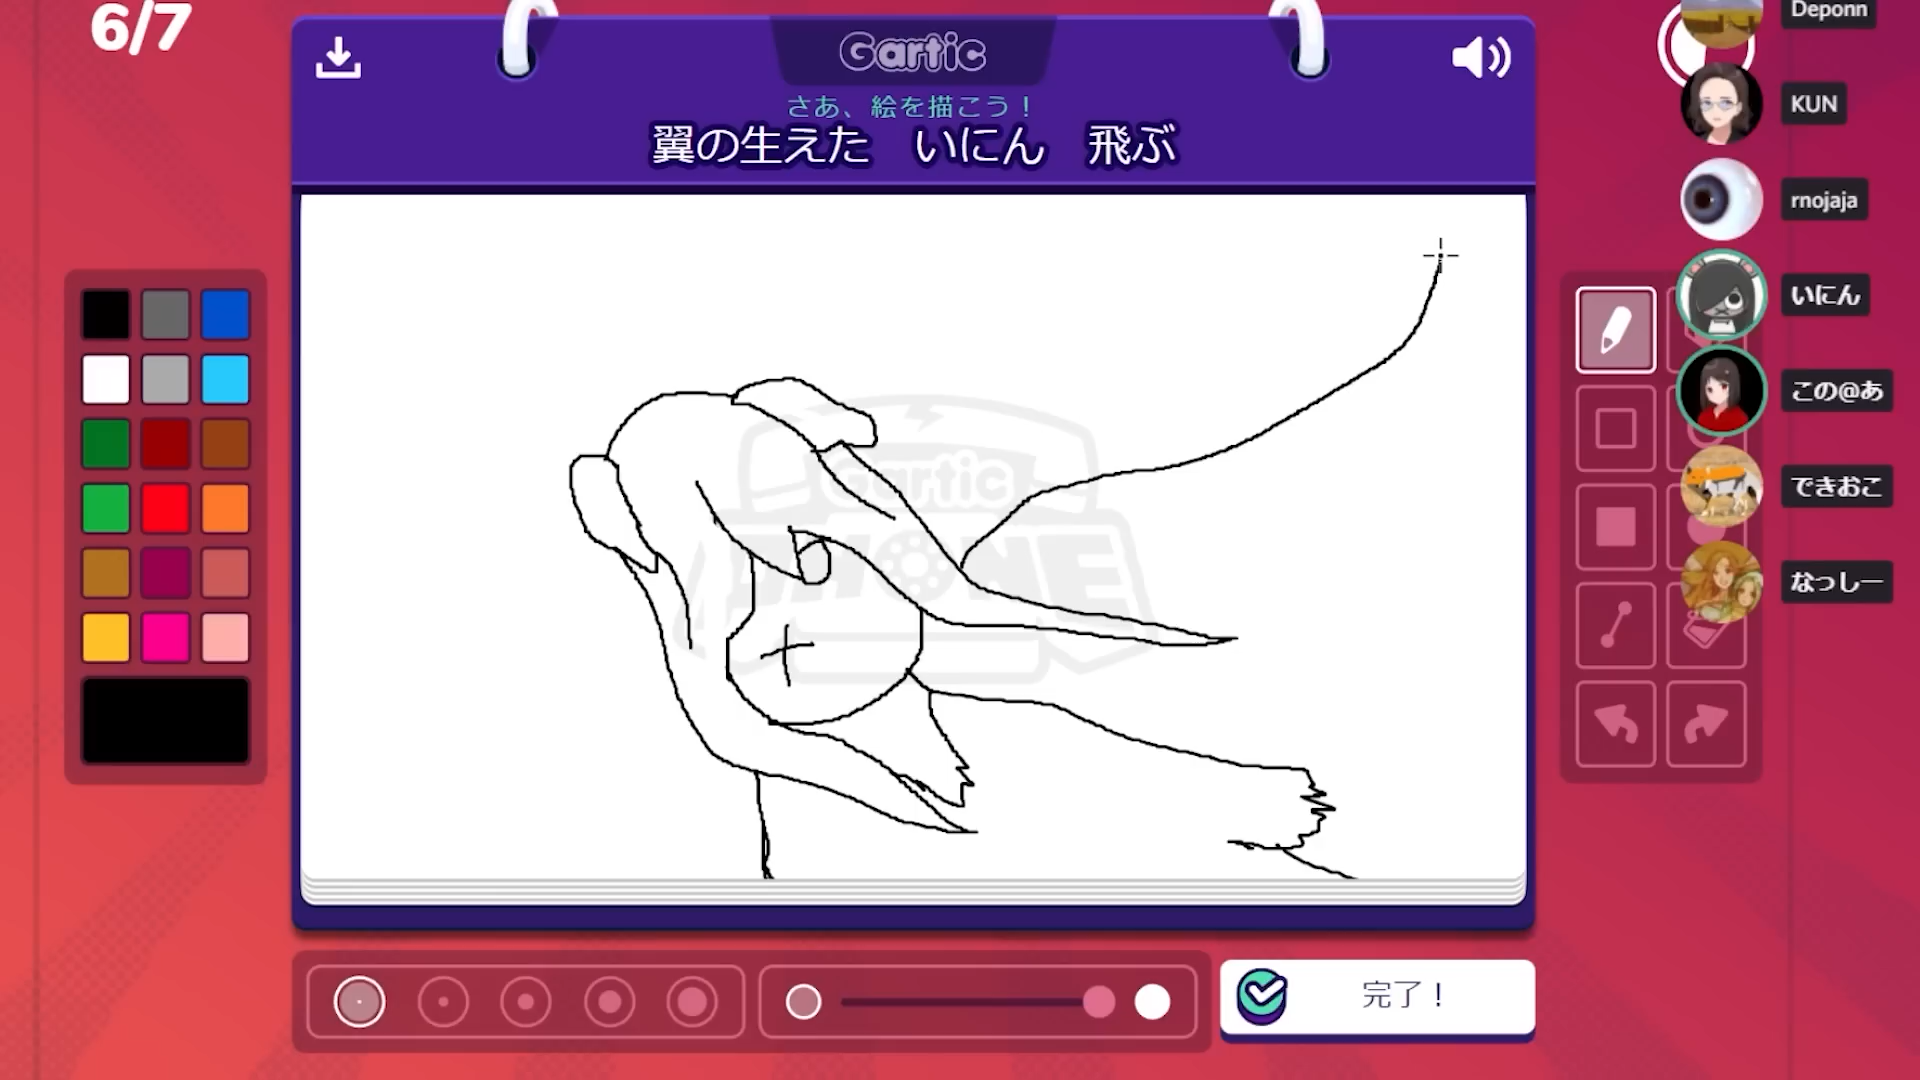 6/7
Gartic
さあ、絵を描こう！
翼の生えた　いにん　飛ぶ
Gartic
PHONE
Deponn
KUN
rnojaja
いにん
この@あ
できおこ
なっしー
完了！